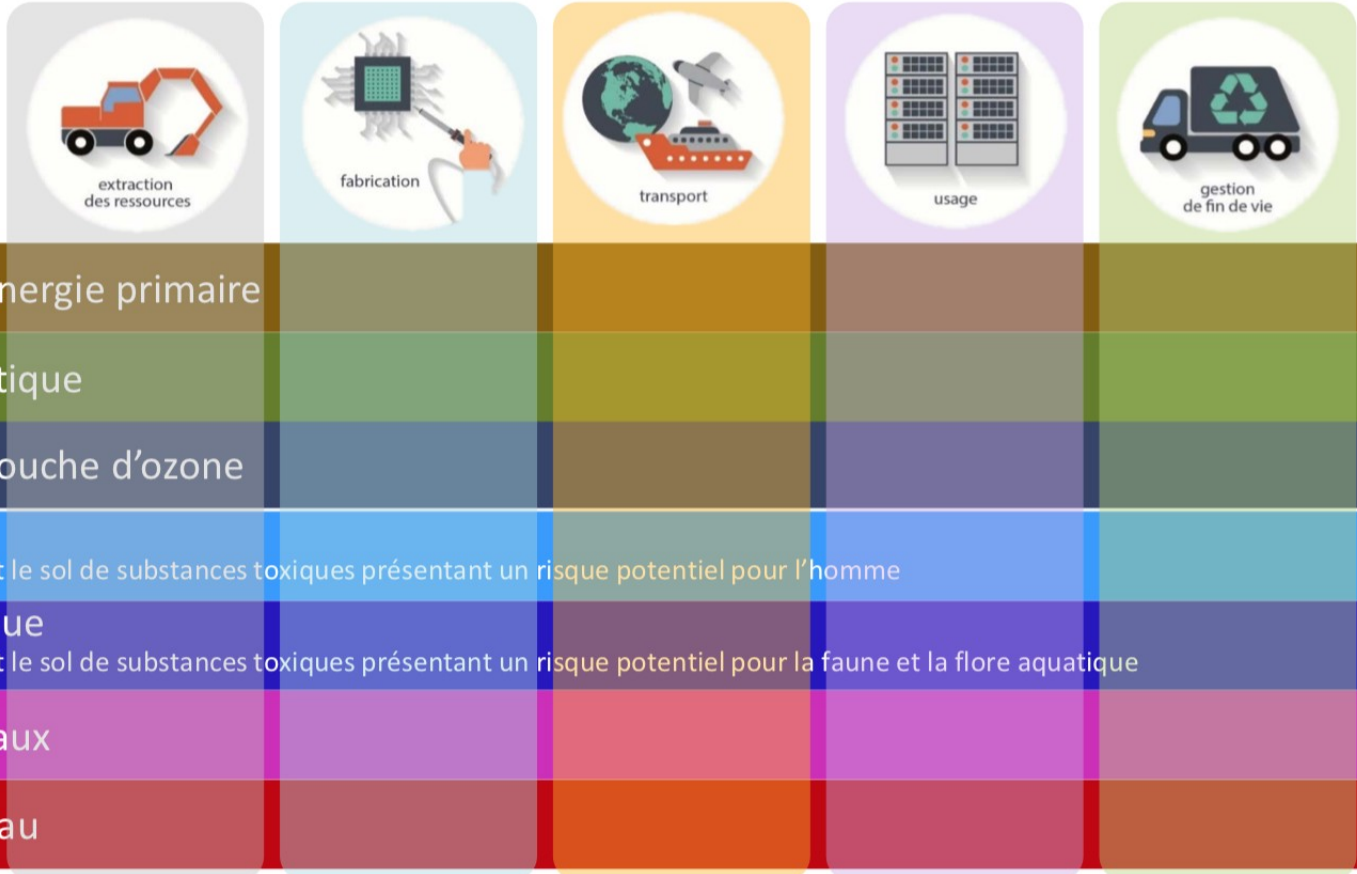 extraction
des ressources
fabrication
transport
usage
gestion
de fin de vie
nergie primaire
tique
ouche d’ozone
t le sol de substances toxiques présentant un risque potentiel pour l’homme
ue
t le sol de substances toxiques présentant un risque potentiel pour la faune et la flore aquatique
aux
au